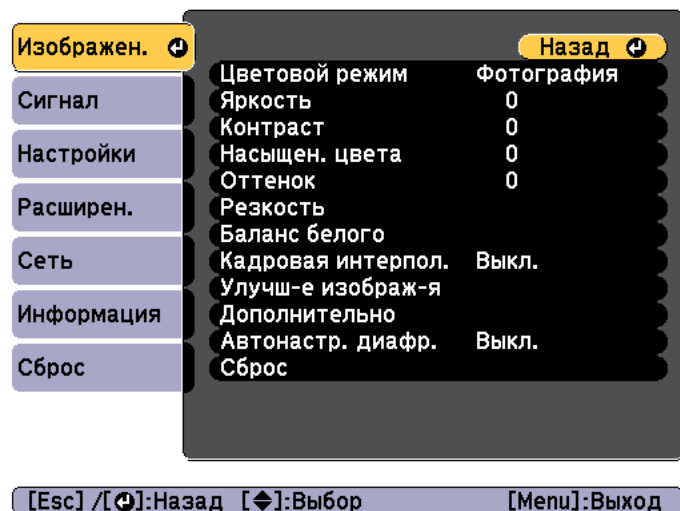 Изображен.
Сигнал
Настройки
Расширен.
Сеть
Информация
Сброс
Назад
Цветовой режим Фотография
Яркость 0
Контраст 0
Насыщен. цвета 0
Оттенок 0
Резкость
Баланс белого
Кадровая интерпол. Выкл.
Улучш-е изображ-я
Дополнительно
Автонастр. диафр. Выкл.
Сброс
[Esc] /[⏎]:Назад [◆]:Выбор [Menu]:Выход